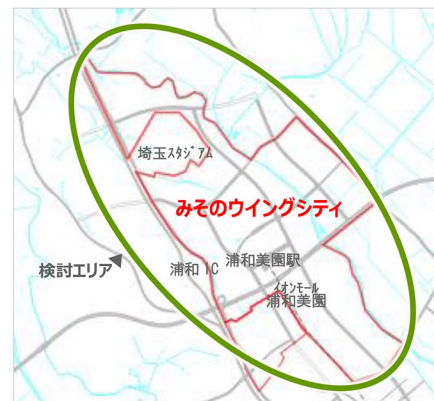 埼玉ｽﾀｼﾞｱﾑ
みそのウイングシティ
浦和美園駅
検討エリア
浦和 IC
ｲｵﾝﾓｰﾙ
浦和美園